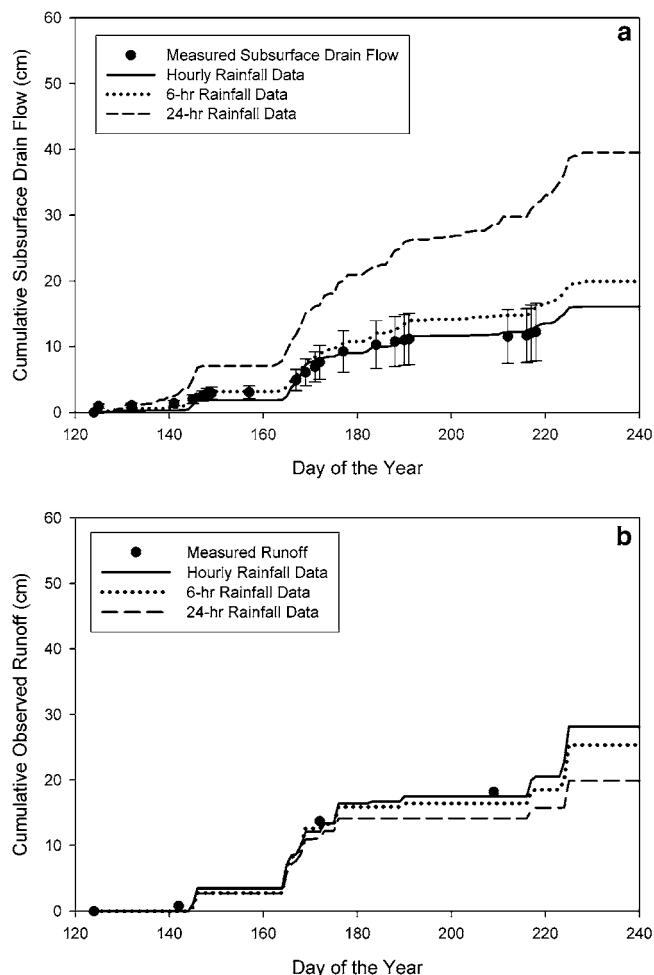 a
Measured Subsurface Drain Flow
Hourly Rainfall Data
6-hr Rainfall Data
24-hr Rainfall Data
Cumulative Subsurface Drain Flow (cm)
60
50
40
30
20
10
0
120 140 160 180 200 220 240
Day of the Year
b
Measured Runoff
Hourly Rainfall Data
6-hr Rainfall Data
24-hr Rainfall Data
Cumulative Observed Runoff (cm)
60
50
40
30
20
10
0
120 140 160 180 200 220 240
Day of the Year